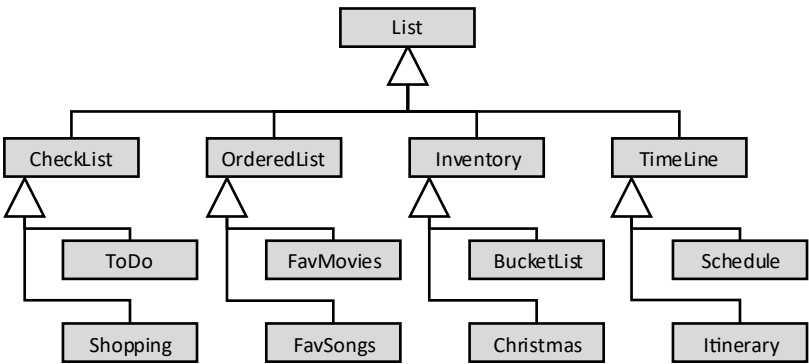 List
CheckList
OrderedList
Inventory
TimeLine
ToDo
FavMovies
BucketList
Schedule
Shopping
FavSongs
Christmas
Itinerary